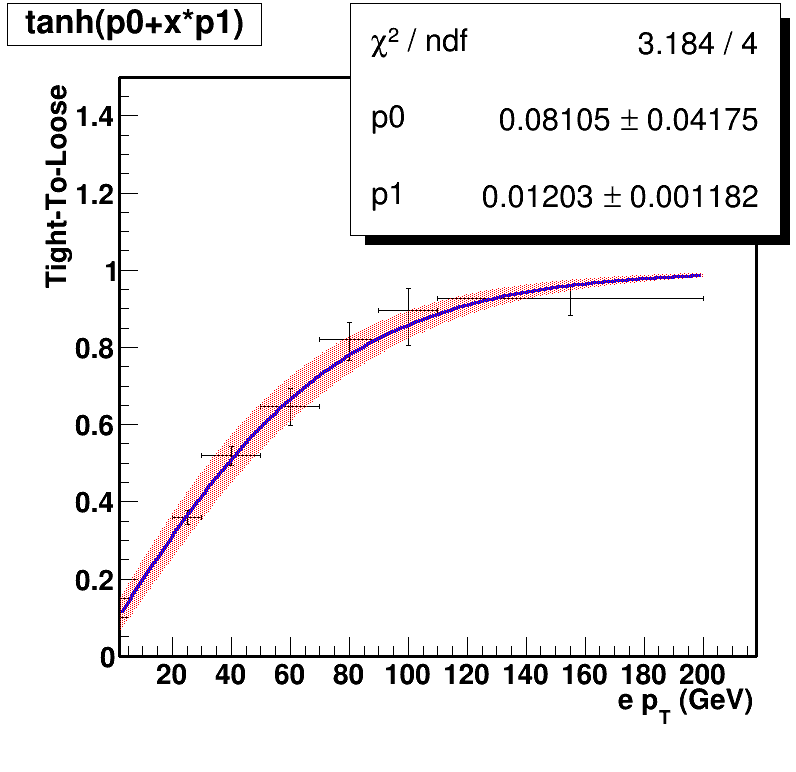 tanh(p0+x*p1)
χ² / ndf 3.184 / 4
p0 0.08105 ± 0.04175
p1 0.01203 ± 0.001182
Tight-To-Loose
1.4
1.2
1
0.8
0.6
0.4
0.2
0
20 40 60 80 100 120 140 160 180 200
e p_T (GeV)